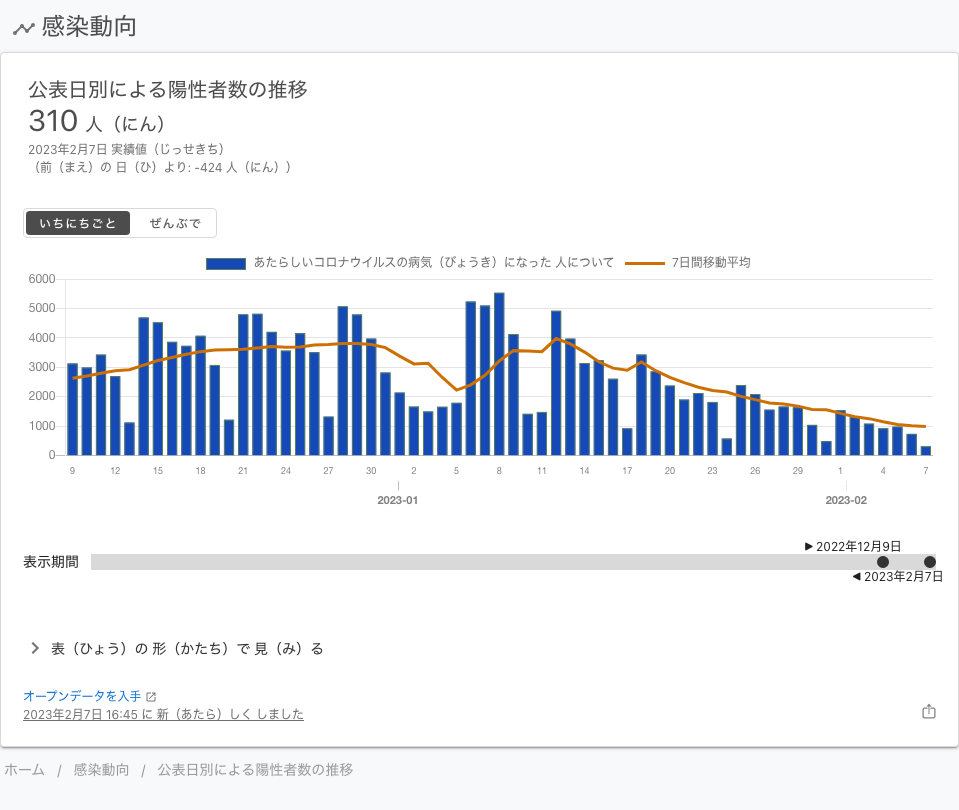 感染動向
公表日別による陽性者数の推移
310 人（にん）
2023年2月7日 実績値（じっせきち）
（前（まえ）の 日（ひ）より: -424 人（にん））
いちにちごと ぜんぶで
あたらしいコロナウイルスの病気（びょうき）になった 人について 7日間移動平均
6000
5000
4000
3000
2000
1000
0
9 12 15 18 21 24 27 30 2 5 8 11 14 17 20 23 26 29 1 4 7
2023-01 2023-02
▶ 2022年12月9日
表示期間
◀ 2023年2月7日
表（ひょう）の 形（かたち）で 見（み）る
オープンデータを入手
2023年2月7日 16:45 に 新（あたら）しく しました
ホーム / 感染動向 / 公表日別による陽性者数の推移